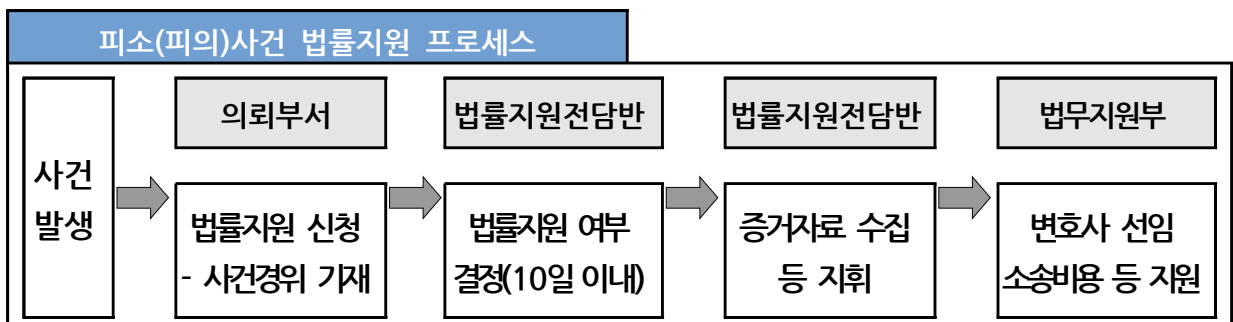 피소(피의)사건 법률지원 프로세스
사건
발생
의뢰부서
법률지원 신청
- 사건경위 기재
법률지원전담반
법률지원 여부
결정(10일 이내)
법률지원전담반
증거자료 수집
등 지휘
법무지원부
변호사 선임
소송비용 등 지원